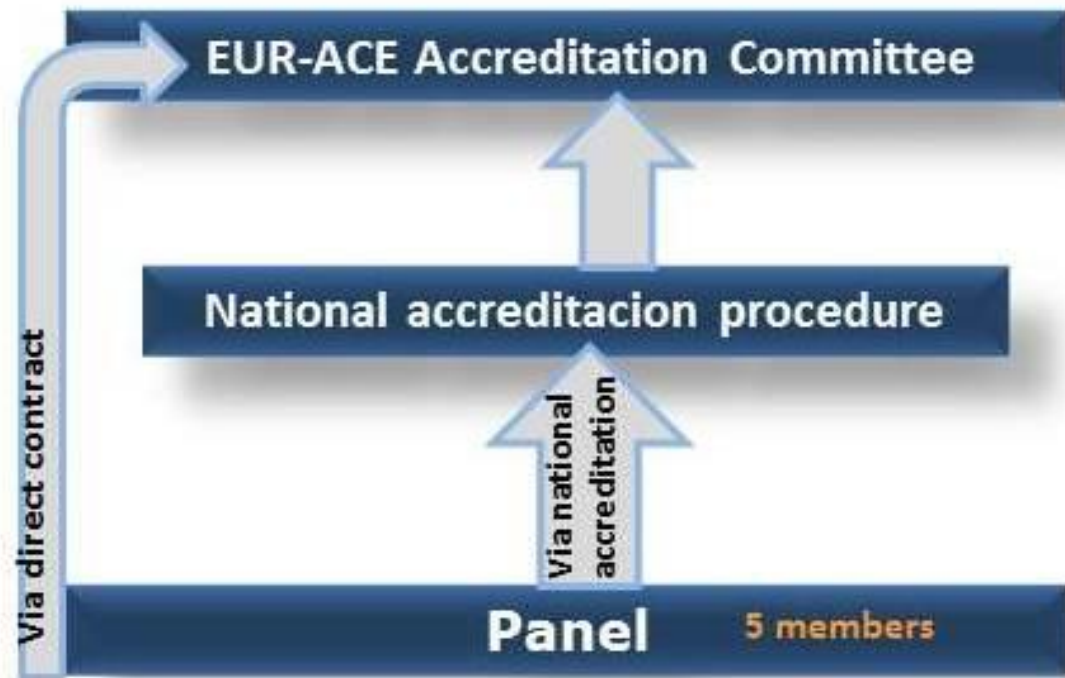 EUR-ACE Accreditation Committee
National accreditacion procedure
Via direct contract
Via national
accreditation
Panel 5 members